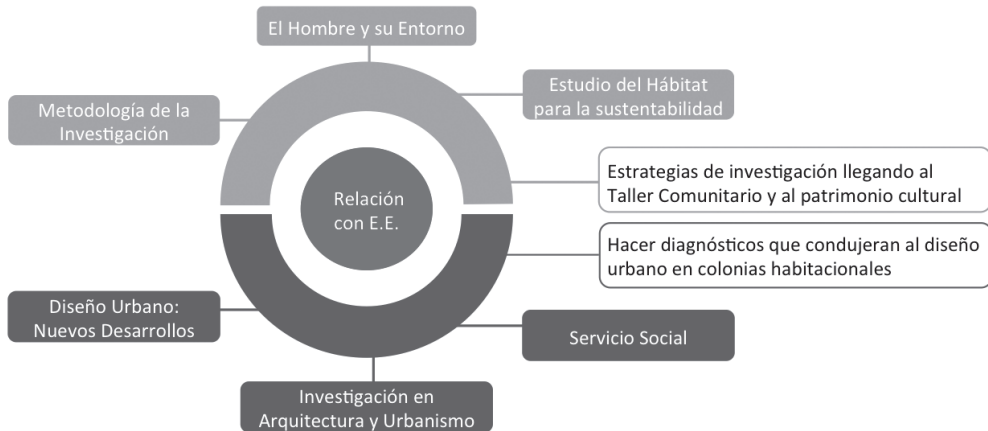 El Hombre y su Entorno
Estudio del Hábitat
para la sustentabilidad
Metodología de la
Investigación
Estrategias de investigación llegando al
Taller Comunitario y al patrimonio cultural
Relación
con E.E.
Hacer diagnósticos que condujeran al diseño
urbano en colonias habitacionales
Diseño Urbano:
Nuevos Desarrollos
Servicio Social
Investigación en
Arquitectura y Urbanismo